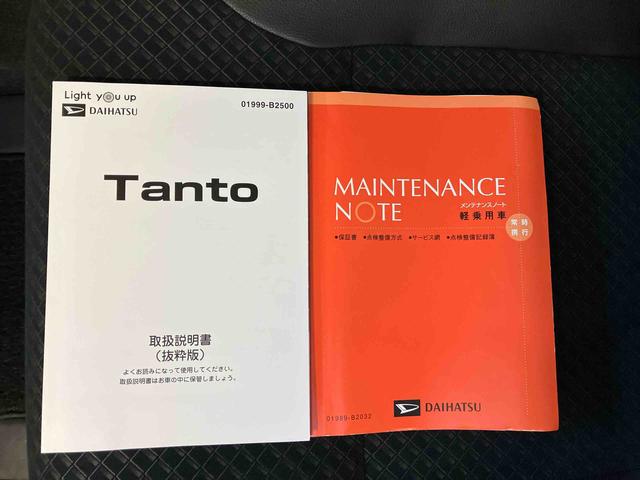 Light you up
DAIHATSU
01999-B2500
Tanto
取扱説明書
(抜粋版)
よくお読みになって使用してください。
取扱説明書はお車の中に保管しましょう。
MAINTENANCE
NOTE
メンテナンスノート
軽乗用車
常時
携行
●保証書 ●点検整備方式 ●サービス網 ●点検整備記録簿
01989-B2032
DAIHATSU